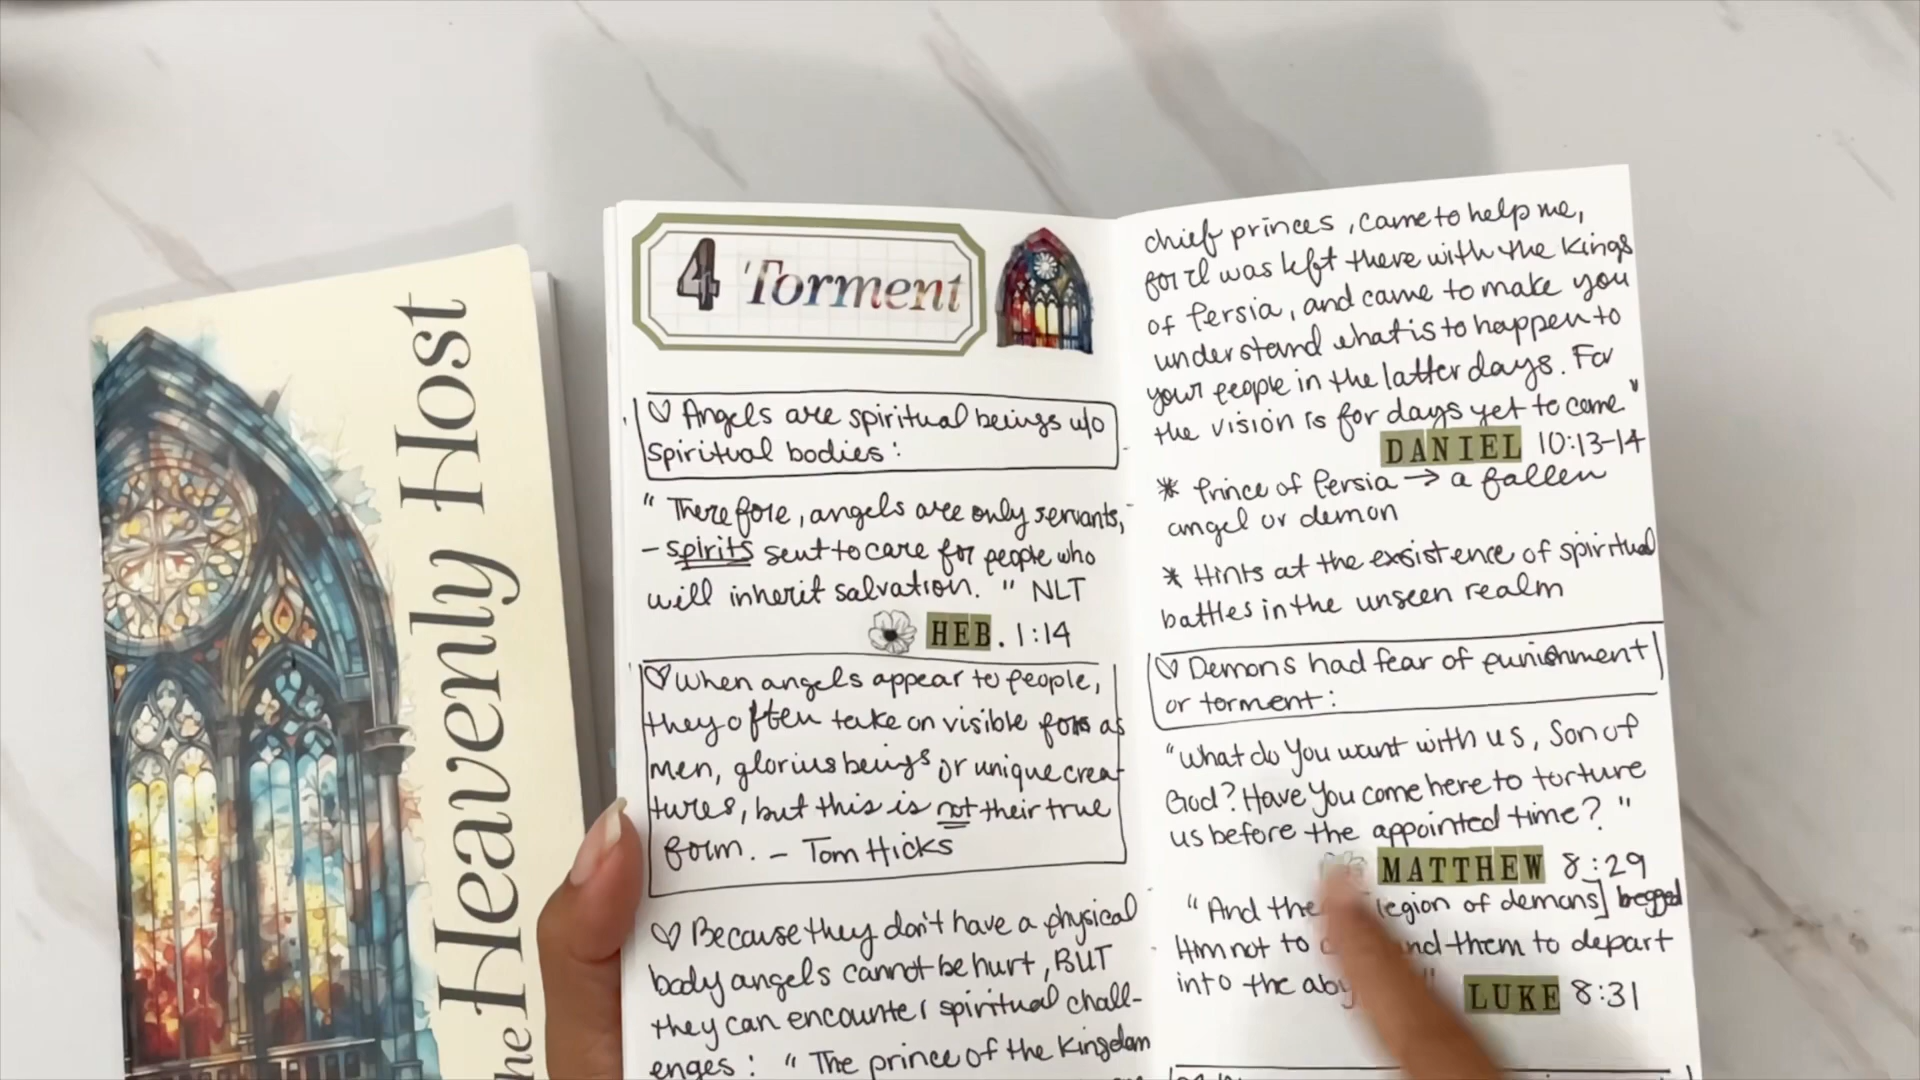 The Heavenly Host
4 Torment
♡ Angels are spiritual beings w/o
spiritual bodies:
" Therefore, angels are only servants,
- spirits sent to care for people who
will inherit salvation. " NLT
HEB. 1:14
♡ When angels appear to people,
they often take on visible fors as
men, glorius beings or unique crea-
tures, but this is not their true
form. - Tom Hicks
♡ Because they don't have a physical
body angels cannot be hurt, BUT
they can encounter spiritual chall-
enges: " The prince of the Kingdom
chief princes, came to help me,
for I was left there with the Kings
of Persia, and came to make you
understand what is to happen to
your people in the latter days. For
the vision is for days yet to come."
DANIEL 10:13-14
* Prince of Persia → a fallen
angel or demon
* Hints at the exsistence of spiritual
battles in the unseen realm
♡ Demons had fear of punishment
or torment:
"What do You want with us, Son of
God? Have You come here to torture
us before the appointed time? "
MATTHEW 8:29
" And the legion of demons] begged
Him not to them to depart
into the "
LUKE 8:31